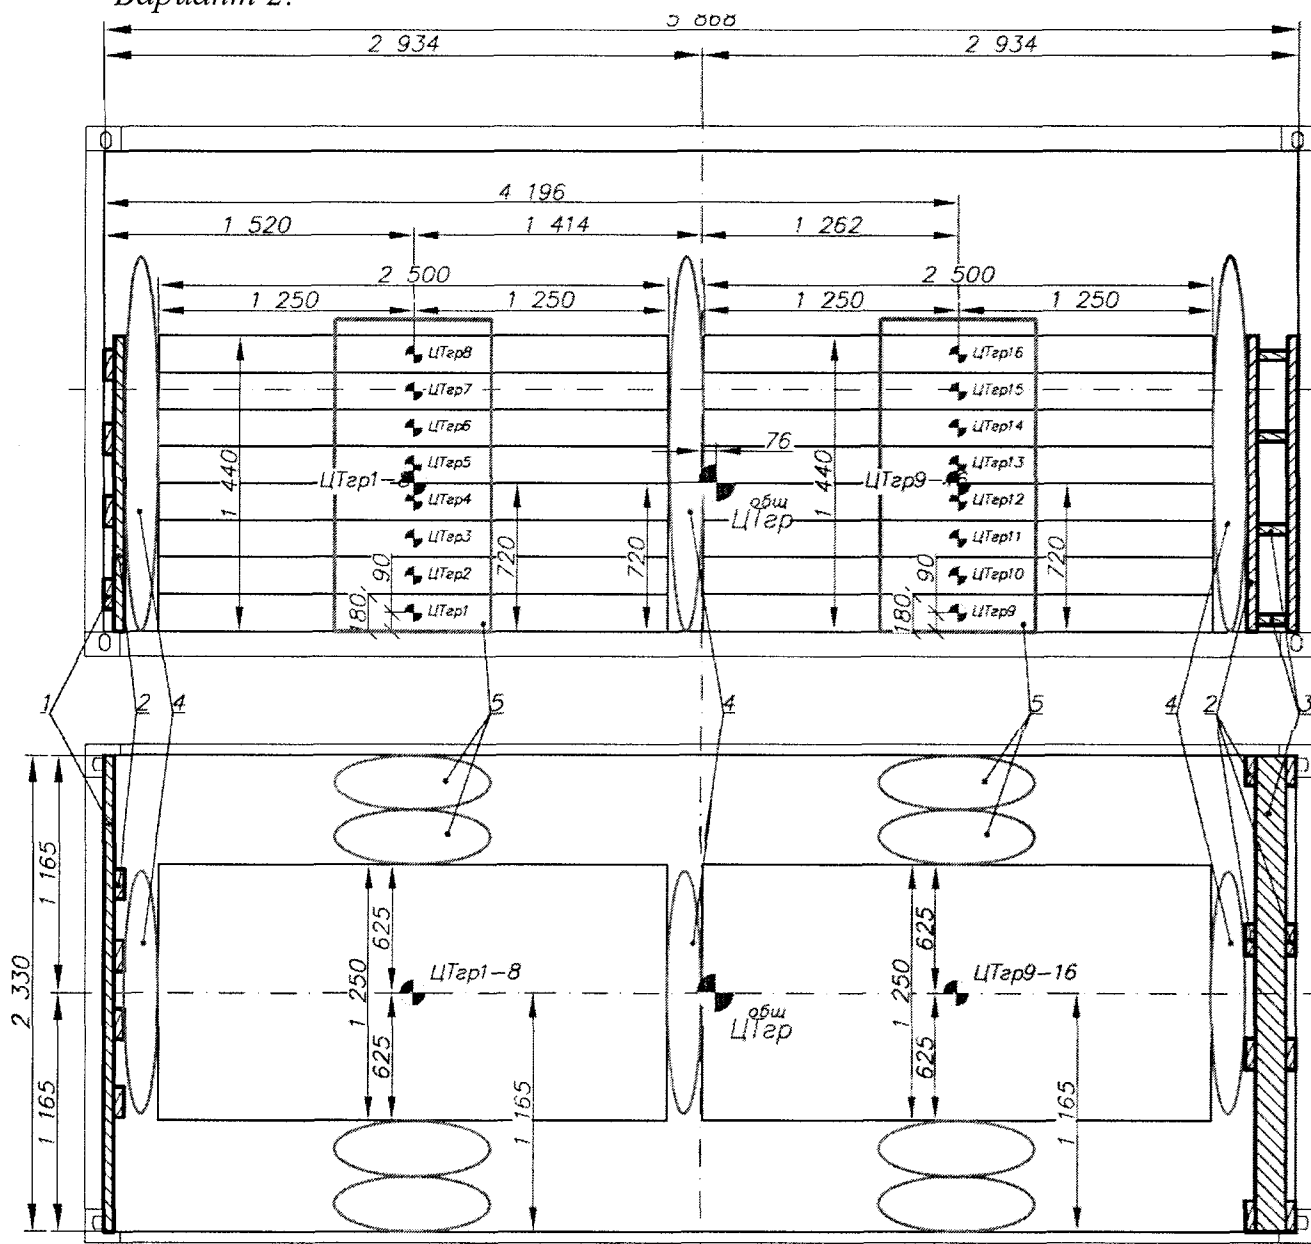 Вариант 2.
5 868
2 934 2 934
4 196
1 520 1 414 1 262
2 500 2 500
1 250 1 250 1 250 1 250
ЦТгр8 ЦТгр16
ЦТгр7 ЦТгр15
ЦТгр6 ЦТгр14
76
ЦТгр5 ЦТгр13
ЦТгр1-8 ЦТгр9-
ЦТгр4 ЦТгр12
общ
ЦТгр
ЦТгр3 ЦТгр11
ЦТгр2 ЦТгр10
ЦТгр1 ЦТгр9
1 440 720 720 1 440 720
180 90 180 90
1 2 4 5 4 5 4 2 3
2 330 1 165 1 165
1 250 625 625
ЦТгр1-8
общ
ЦТгр
1 165
1 250 625 625
ЦТгр9-16
1 165